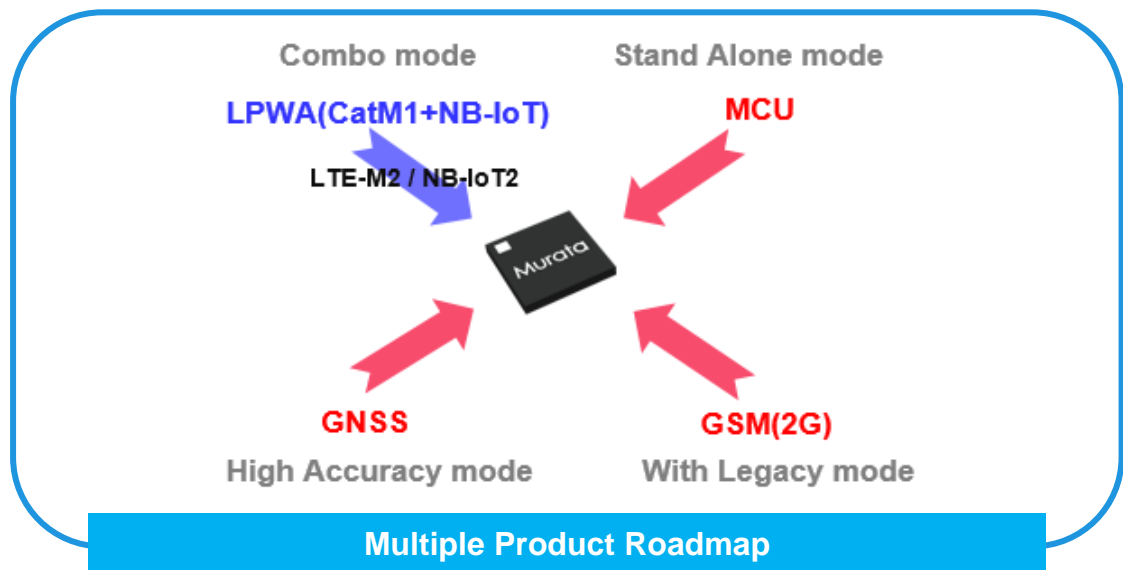 Combo mode
Stand Alone mode
LPWA(CatM1+NB-IoT)
MCU
LTE-M2 / NB-IoT2
Murata
GNSS
GSM(2G)
High Accuracy mode
With Legacy mode
Multiple Product Roadmap